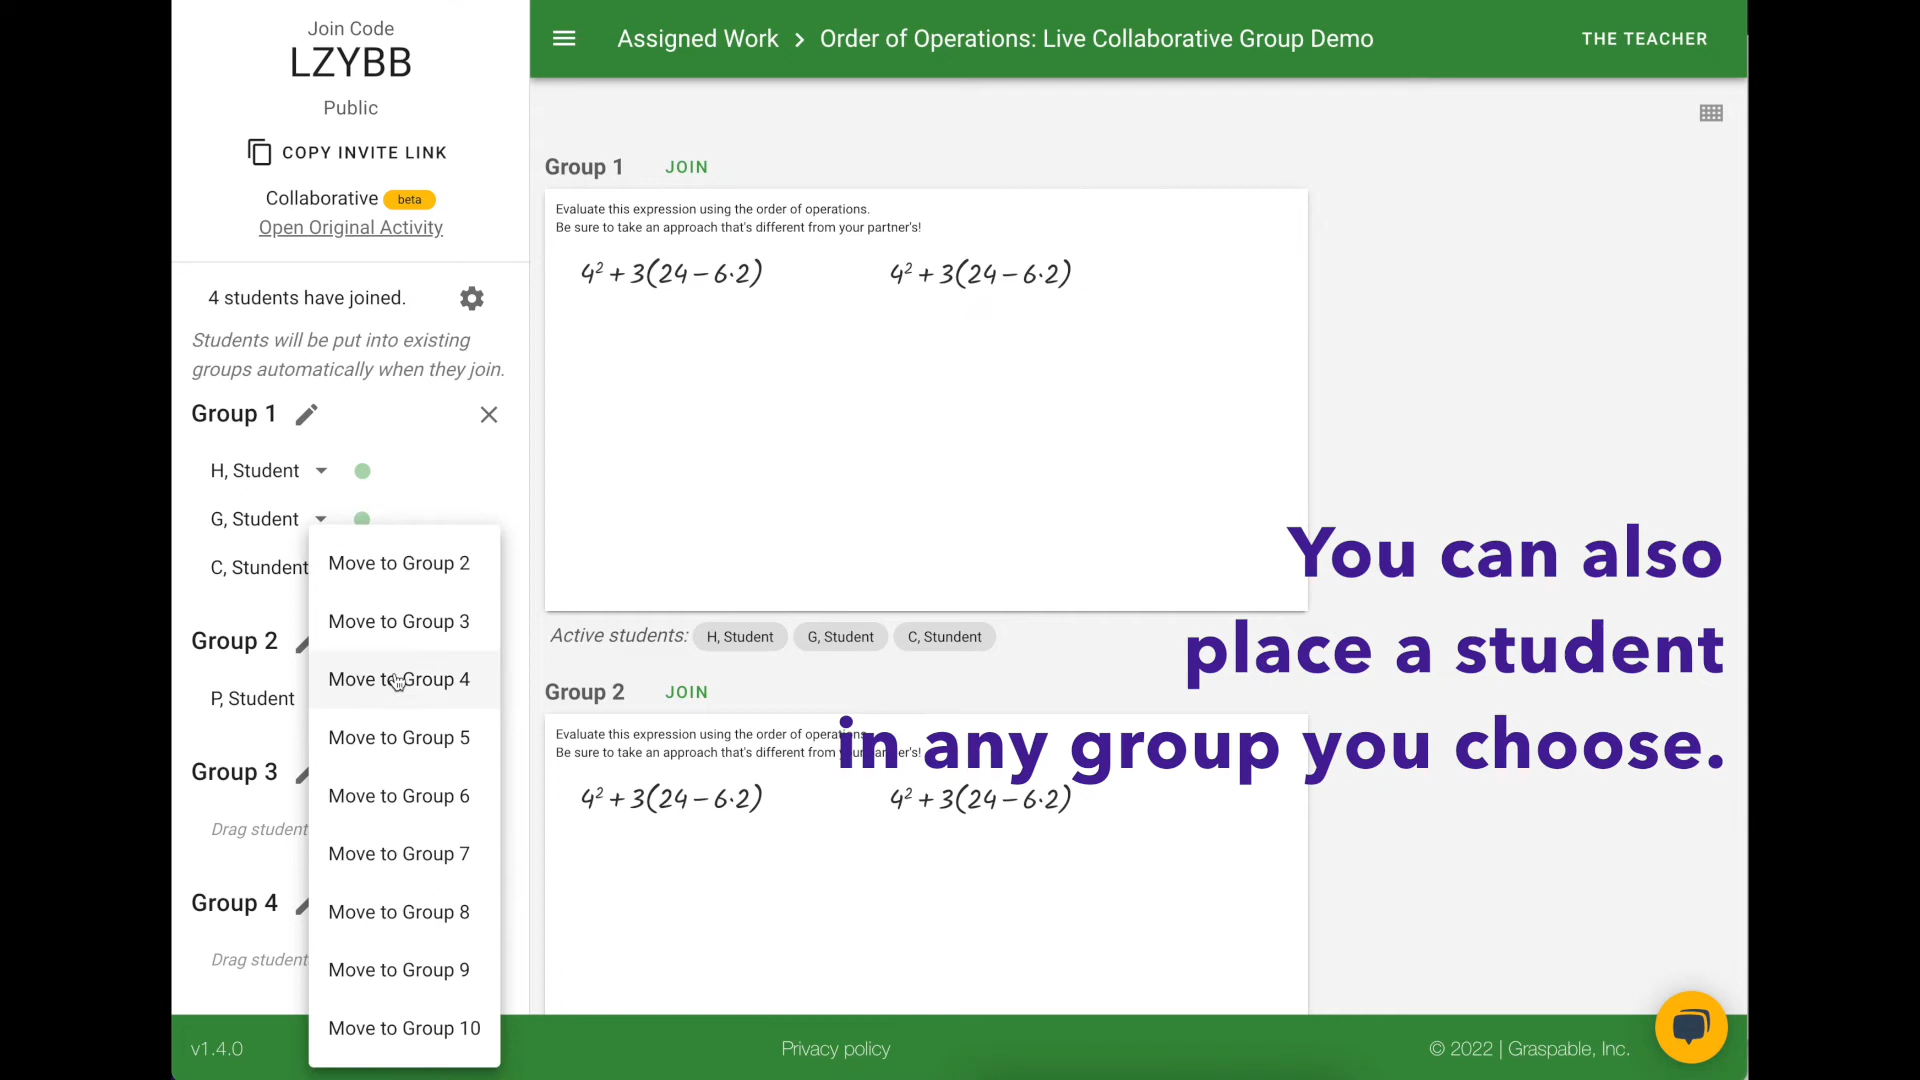 Join Code
LZYBB
Public
COPY INVITE LINK
Collaborative beta
Open Original Activity
4 students have joined.
Students will be put into existing
groups automatically when they join.
Group 1
H, Student
G, Student
C, Stundent
Group 2
P, Student
Group 3
Drag student
Group 4
Drag student
Move to Group 2
Move to Group 3
Move to Group 4
Move to Group 5
Move to Group 6
Move to Group 7
Move to Group 8
Move to Group 9
Move to Group 10
Assigned Work > Order of Operations: Live Collaborative Group Demo
THE TEACHER
Group 1 JOIN
Evaluate this expression using the order of operations.
Be sure to take an approach that's different from your partner's!
4² + 3(24 – 6·2) 4² + 3(24 – 6·2)
Active students: H, Student G, Student C, Stundent
Group 2 JOIN
Evaluate this expression using the order of operations.
Be sure to take an approach that's different from your partner's!
4² + 3(24 – 6·2) 4² + 3(24 – 6·2)
You can also
place a student
in any group you choose.
v1.4.0
Privacy policy
© 2022 | Graspable, Inc.